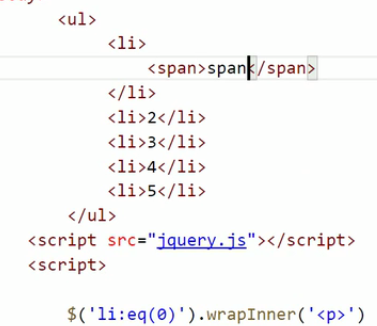 <ul>
<li>
<span>span</span>
</li>
<li>2</li>
<li>3</li>
<li>4</li>
<li>5</li>
</ul>
<script src="jquery.js"></script>
<script>
$('li:eq(0)').wrapInner('<p>')